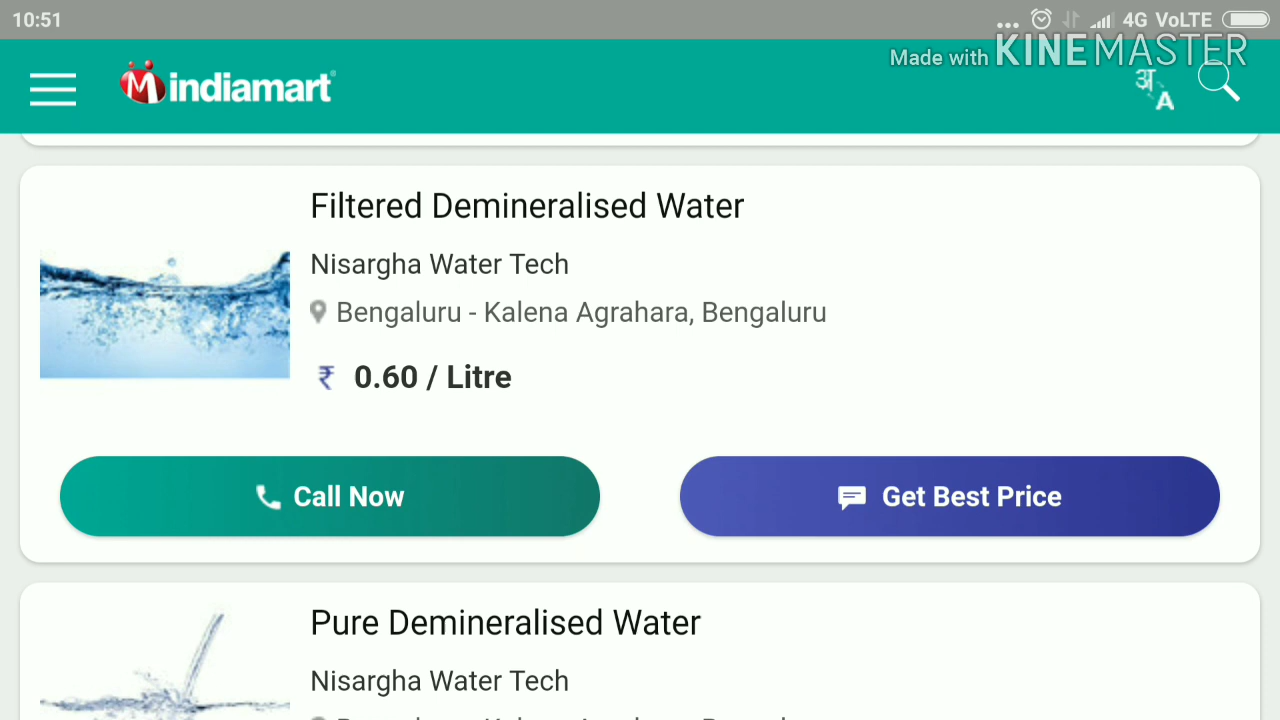 10:51
4G VoLTE
Made with KINEMASTER
indiamart
अ A
Filtered Demineralised Water
Nisargha Water Tech
Bengaluru - Kalena Agrahara, Bengaluru
₹ 0.60 / Litre
Call Now
Get Best Price
Pure Demineralised Water
Nisargha Water Tech